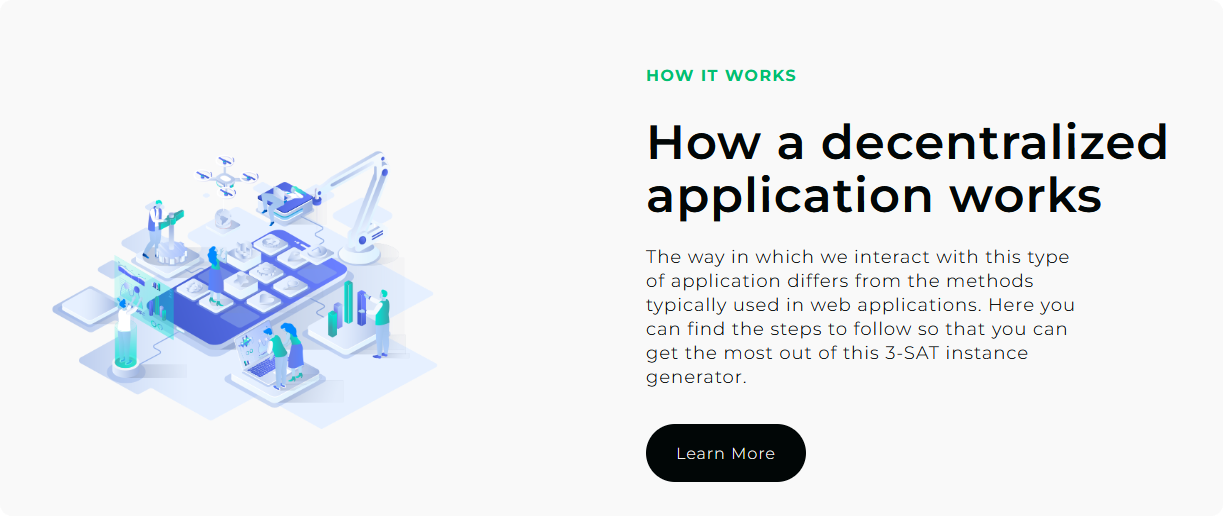 HOW IT WORKS
How a decentralized
application works
The way in which we interact with this type
of application differs from the methods
typically used in web applications. Here you
can find the steps to follow so that you can
get the most out of this 3-SAT instance
generator.
Learn More